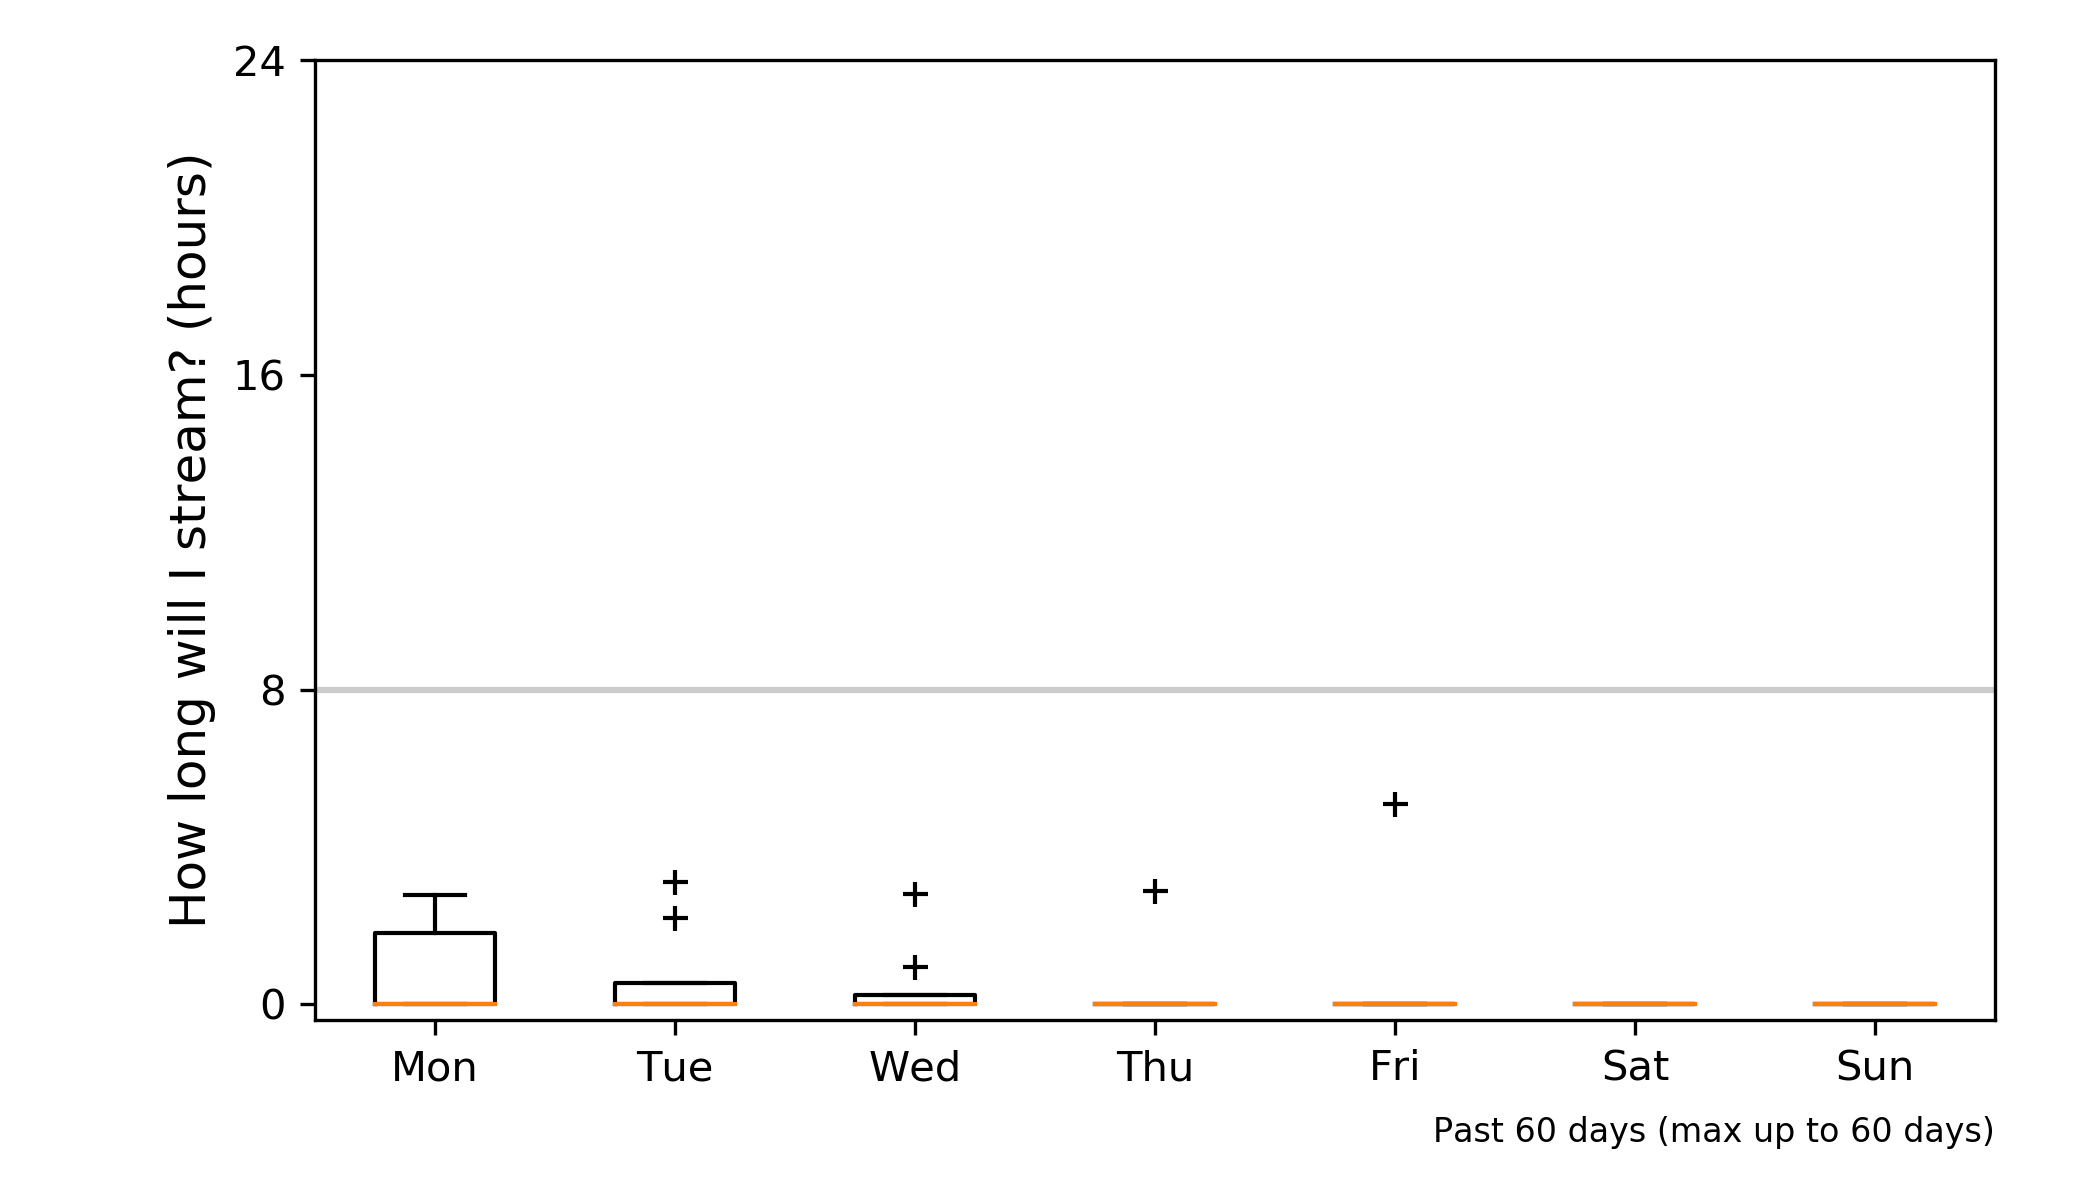 How long will I stream? (hours)
24
16
8
0
Mon Tue Wed Thu Fri Sat Sun
Past 60 days (max up to 60 days)